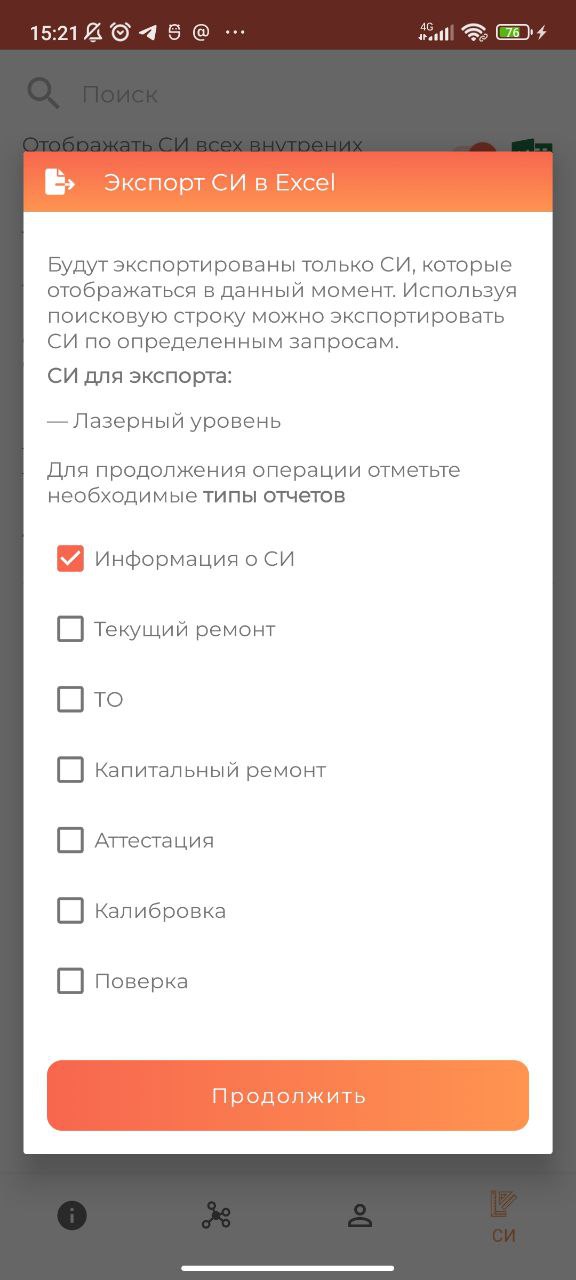 15:21
4G
76
Поиск
Отображать СИ всех внутрених
Экспорт СИ в Excel
Будут экспортированы только СИ, которые
отображаться в данный момент. Используя
поисковую строку можно экспортировать
СИ по определенным запросам.
СИ для экспорта:
— Лазерный уровень
Для продолжения операции отметьте
необходимые типы отчетов
Информация о СИ
Текущий ремонт
ТО
Капитальный ремонт
Аттестация
Калибровка
Поверка
Продолжить
СИ